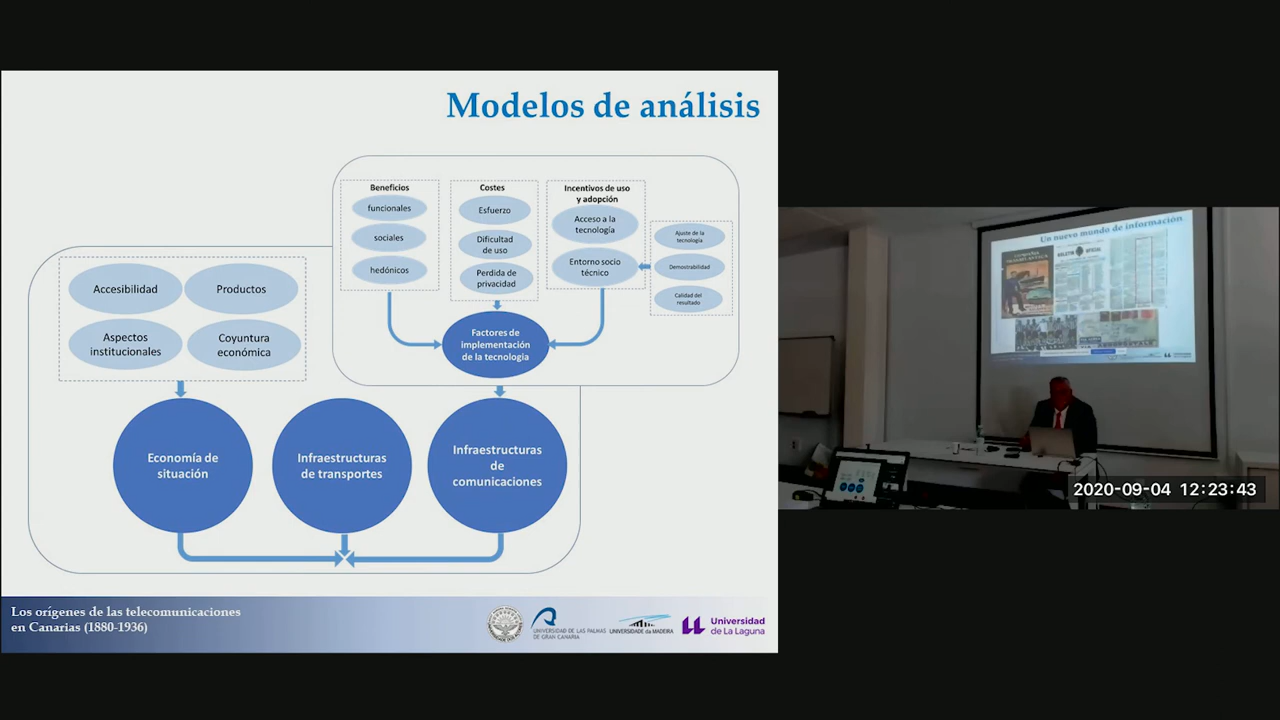 Modelos de análisis
Beneficios
funcionales
sociales
hedónicos
Costes
Esfuerzo
Dificultad
de uso
Perdida de
privacidad
Incentivos de uso
y adopción
Acceso a la
tecnología
Entorno socio
técnico
Ajuste de la
tecnología
Demostrabilidad
Calidad del
resultado
Factores de
implementación
de la tecnologia
Accesibilidad
Productos
Aspectos
institucionales
Coyuntura
económica
Economía de
situación
Infraestructuras
de transportes
Infraestructuras
de
comunicaciones
Los orígenes de las telecomunicaciones
en Canarias (1880-1936)
UNIVERSIDAD DE LAS PALMAS
DE GRAN CANARIA
UNIVERSIDADE da MADEIRA
Universidad
de La Laguna
Un nuevo mundo de información
BOLETIN OFICIAL
2020-09-04 12:23:43